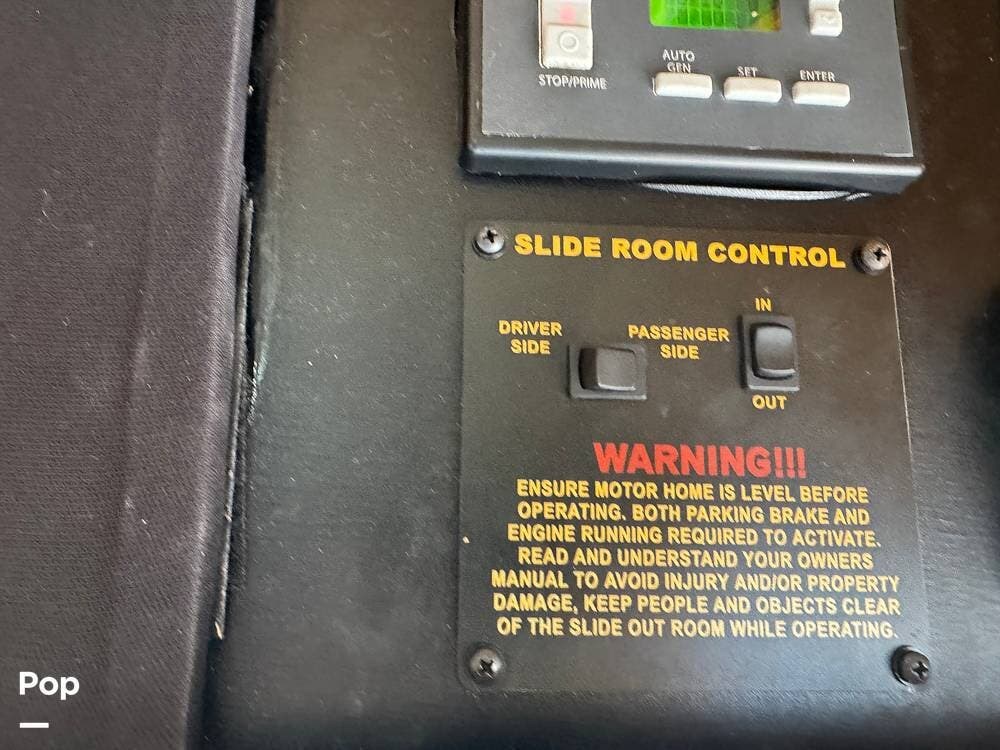 STOP/PRIME
AUTO
GEN
SET
ENTER
SLIDE ROOM CONTROL
DRIVER
SIDE
PASSENGER
SIDE
IN
OUT
WARNING!!!
ENSURE MOTOR HOME IS LEVEL BEFORE
OPERATING. BOTH PARKING BRAKE AND
ENGINE RUNNING REQUIRED TO ACTIVATE.
READ AND UNDERSTAND YOUR OWNERS
MANUAL TO AVOID INJURY AND/OR PROPERTY
DAMAGE, KEEP PEOPLE AND OBJECTS CLEAR
OF THE SLIDE OUT ROOM WHILE OPERATING.
Pop